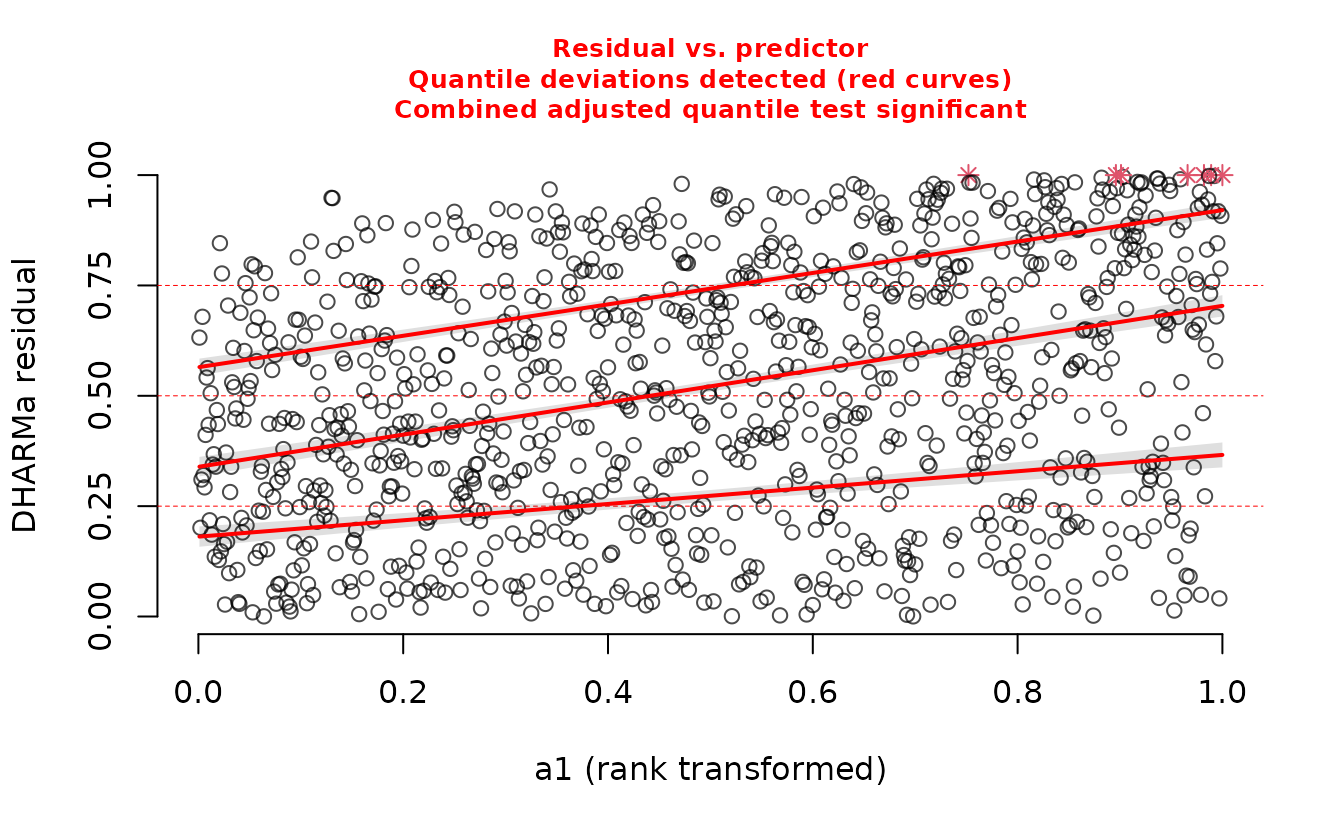 Residual vs. predictor
Quantile deviations detected (red curves)
Combined adjusted quantile test significant
1.00
0.75
0.50
0.25
0.00
DHARMa residual
0.0 0.2 0.4 0.6 0.8 1.0
a1 (rank transformed)